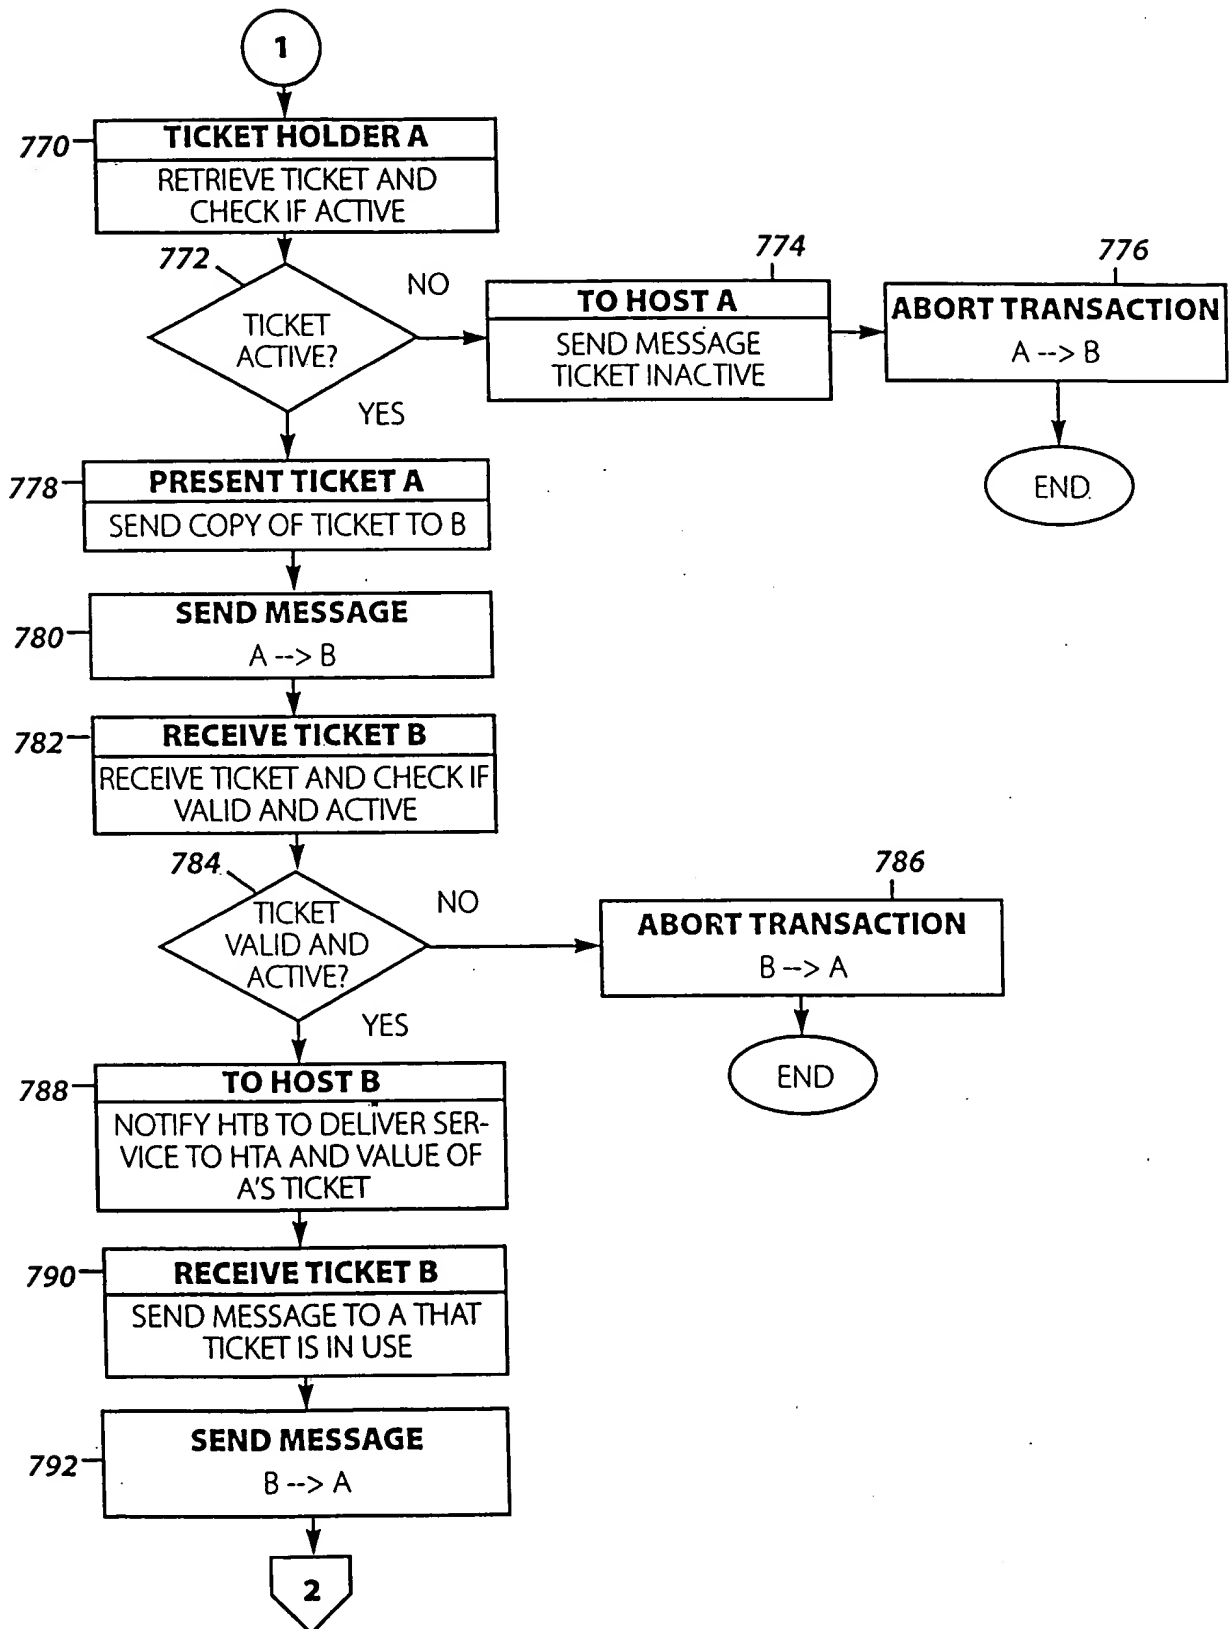 1
770
TICKET HOLDER A
RETRIEVE TICKET AND
CHECK IF ACTIVE
772
TICKET
ACTIVE?
NO
774
TO HOST A
SEND MESSAGE
TICKET INACTIVE
776
ABORT TRANSACTION
A --> B
END
YES
778
PRESENT TICKET A
SEND COPY OF TICKET TO B
780
SEND MESSAGE
A --> B
782
RECEIVE TICKET B
RECEIVE TICKET AND CHECK IF
VALID AND ACTIVE
784
TICKET
VALID AND
ACTIVE?
NO
786
ABORT TRANSACTION
B --> A
END
YES
788
TO HOST B
NOTIFY HTB TO DELIVER SER-
VICE TO HTA AND VALUE OF
A'S TICKET
790
RECEIVE TICKET B
SEND MESSAGE TO A THAT
TICKET IS IN USE
792
SEND MESSAGE
B --> A
2